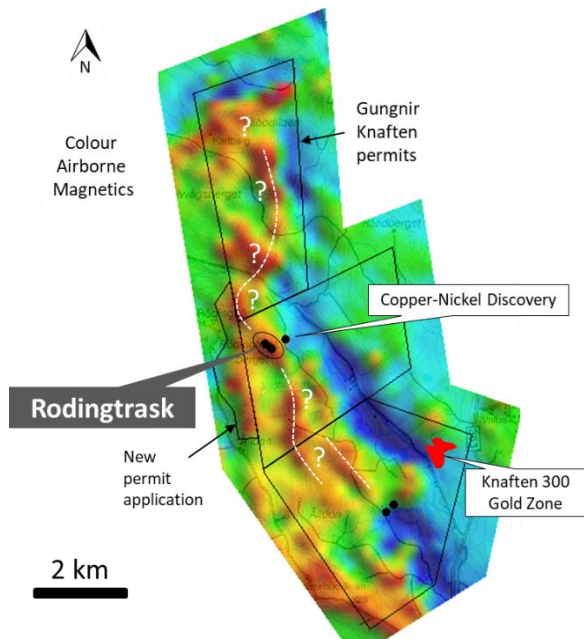 N
Colour
Airborne
Magnetics
Gungnir
Knaften
permits
?
?
?
?
Copper-Nickel Discovery
Rodingtrask
?
New
permit
application
?
Knaften 300
Gold Zone
2 km